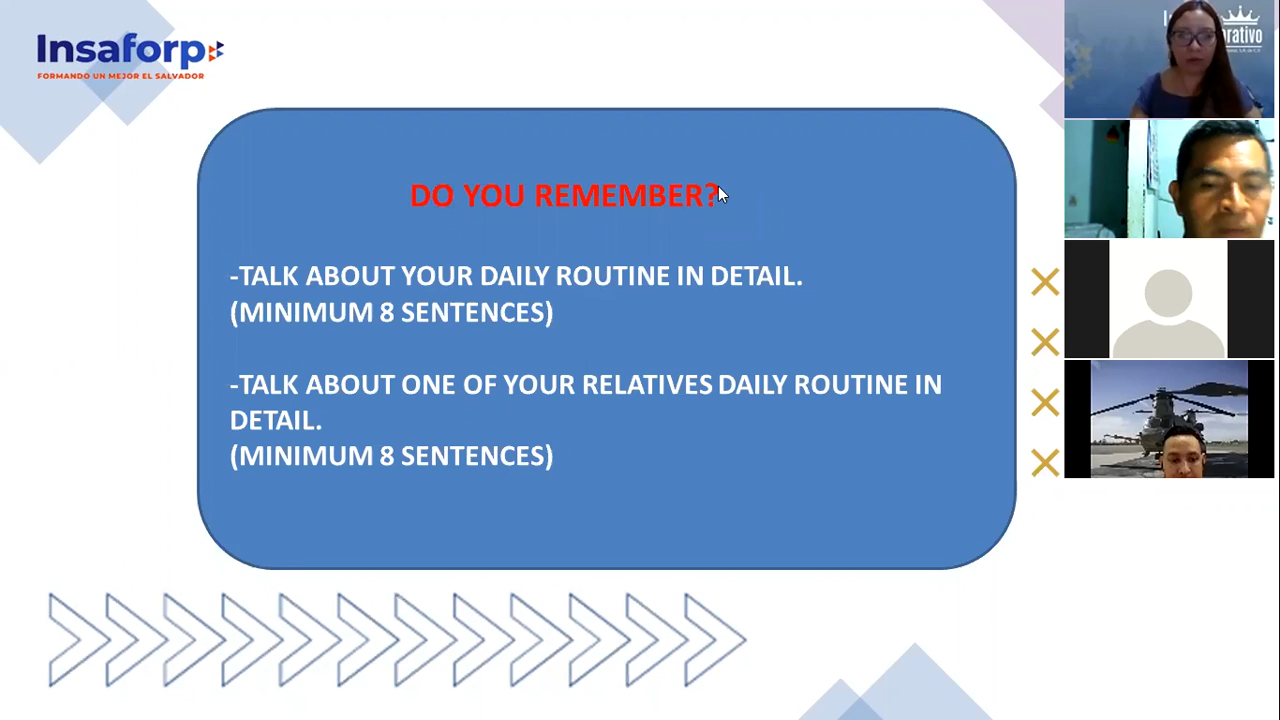 Insaforp
FORMANDO UN MEJOR EL SALVADOR
DO YOU REMEMBER?
-TALK ABOUT YOUR DAILY ROUTINE IN DETAIL.
(MINIMUM 8 SENTENCES)
-TALK ABOUT ONE OF YOUR RELATIVES DAILY ROUTINE IN
DETAIL.
(MINIMUM 8 SENTENCES)